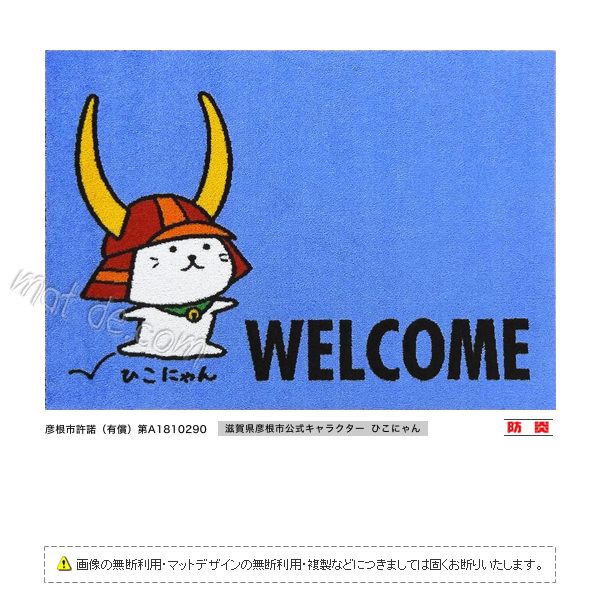 mat de.com
WELCOME
ひこにゃん
彦根市許諾（有償）第A1810290 滋賀県彦根市公式キャラクター ひこにゃん 防炎
画像の無断利用・マットデザインの無断利用・複製などにつきましては固くお断りいたします。